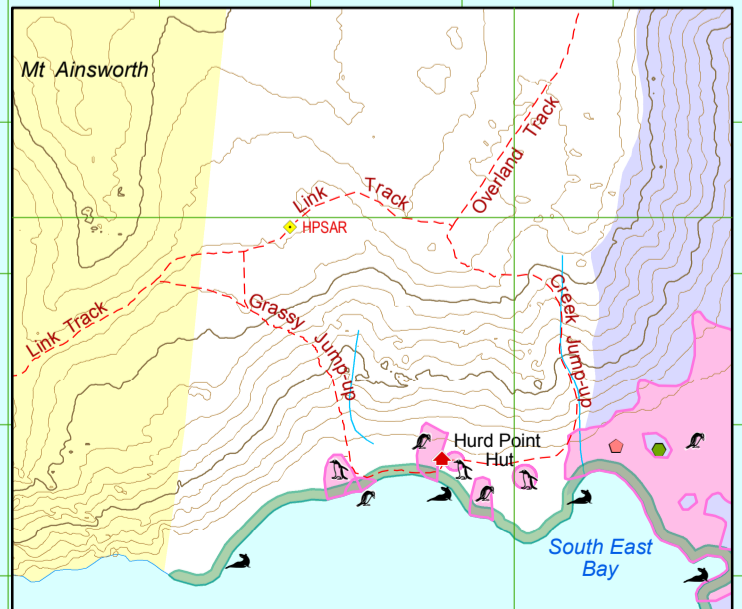 Mt Ainsworth
Overland Track
Link Track
HPSAR
Link Track
Grassy Jump-up
Creek Jump-up
Hurd Point
Hut
South East
Bay